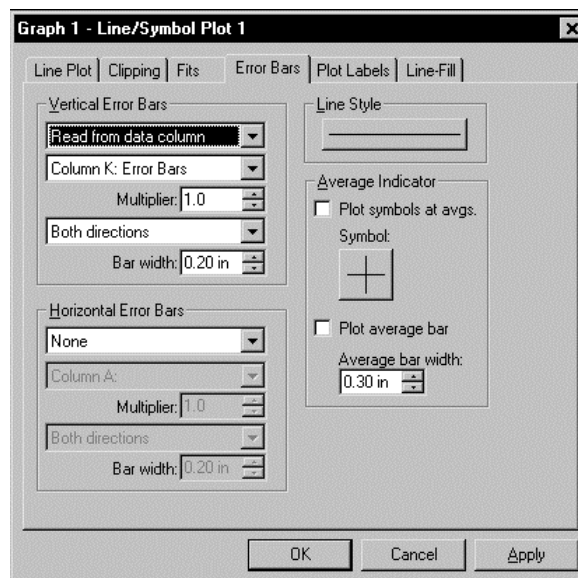 Graph 1 - Line/Symbol Plot 1
Line Plot Clipping Fits Error Bars Plot Labels Line-Fill
Vertical Error Bars
Read from data column
Column K: Error Bars
Multiplier: 1.0
Both directions
Bar width: 0.20 in
Horizontal Error Bars
None
Column A:
Multiplier: 1.0
Both directions
Bar width: 0.20 in
Line Style
Average Indicator
Plot symbols at avgs.
Symbol:
Plot average bar
Average bar width:
0.30 in
OK Cancel Apply